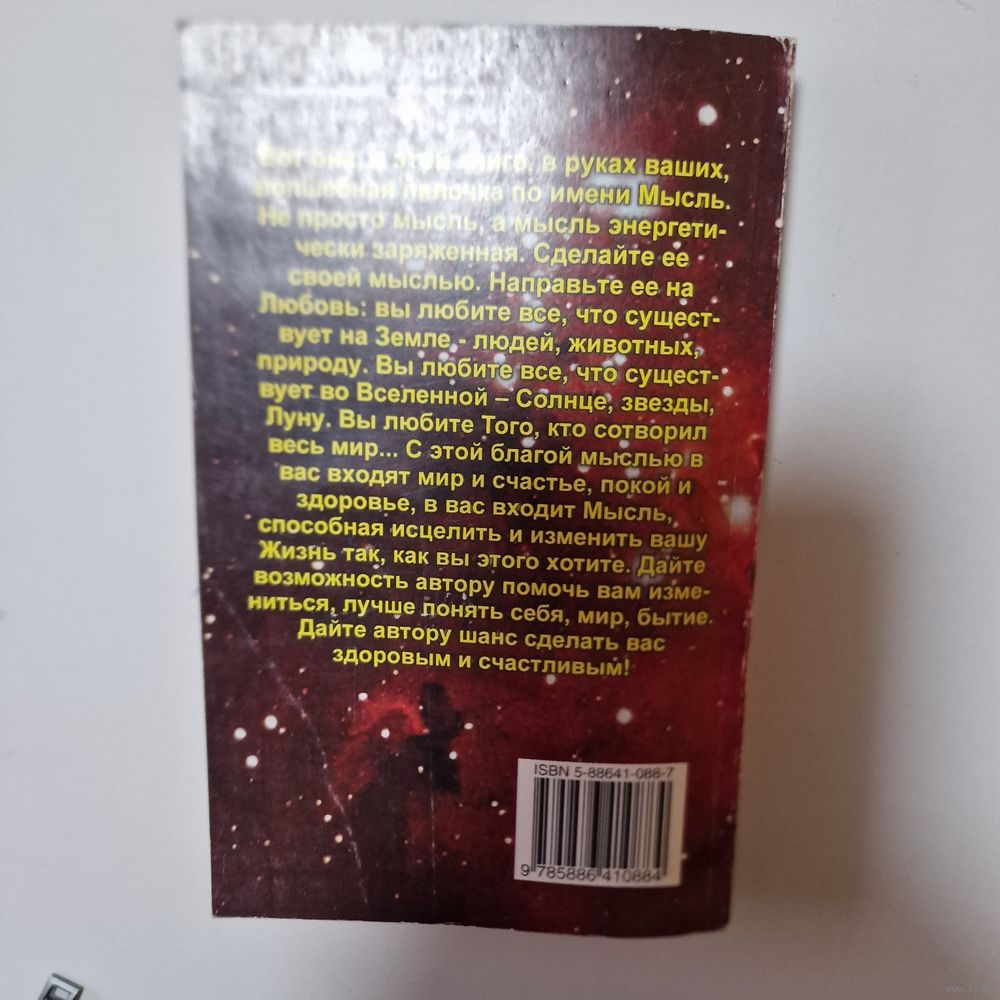 Вот она, в этой книге, в руках ваших,
волшебная палочка по имени Мысль.
Не просто мысль, а мысль энергети-
чески заряженная. Сделайте ее
своей мыслью. Направьте ее на
Любовь: вы любите все, что сущест-
вует на Земле - людей, животных,
природу. Вы любите все, что сущест-
вует во Вселенной – Солнце, звезды,
Луну. Вы любите Того, кто сотворил
весь мир... С этой благой мыслью в
вас входят мир и счастье, покой и
здоровье, в вас входит Мысль,
способная исцелить и изменить вашу
Жизнь так, как вы этого хотите. Дайте
возможность автору помочь вам изме-
ниться, лучше понять себя, мир, бытие.
Дайте автору шанс сделать вас
здоровым и счастливым!
ISBN 5-88641-088-7
9 785886 410884